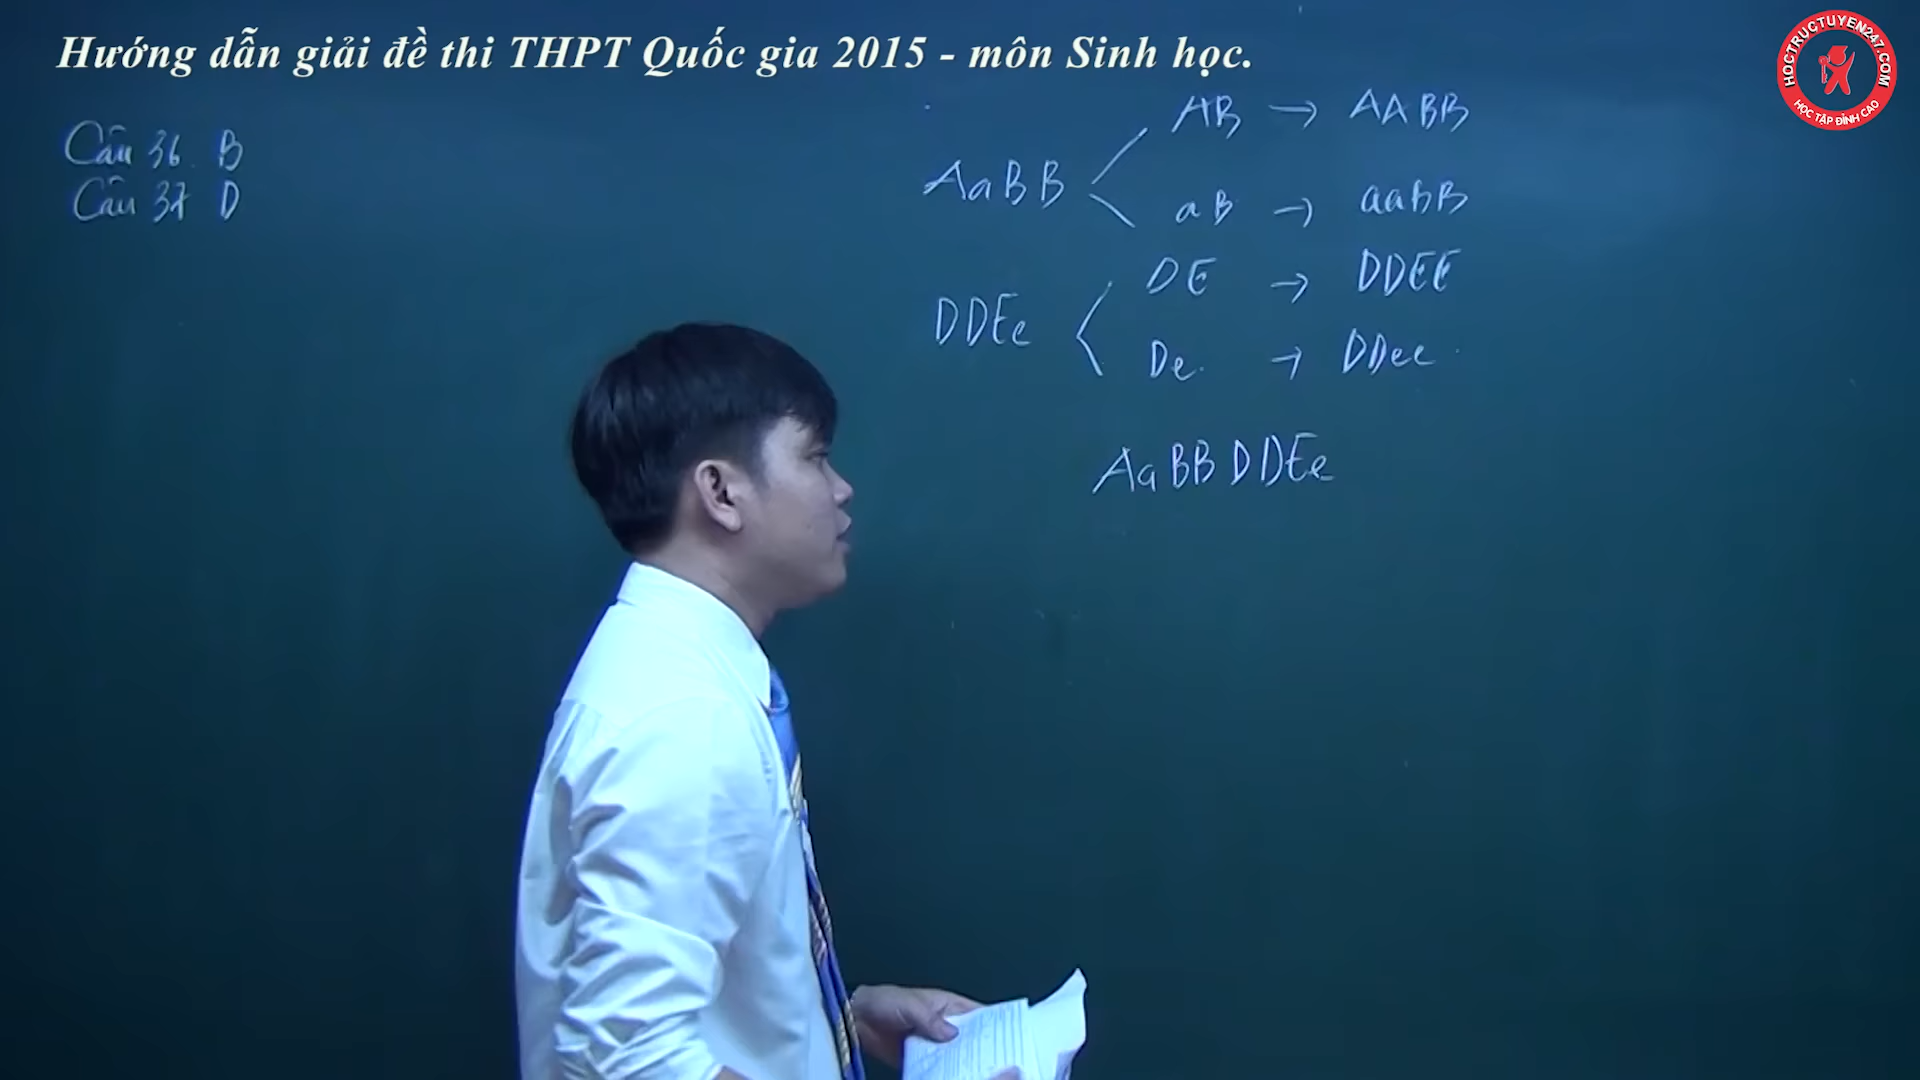 Hướng dẫn giải đề thi THPT Quốc gia 2015 - môn Sinh học.
HOCTRUCTUYEN247.COM
HỌC TẬP ĐỈNH CAO
Câu 36 B
Câu 37 D
AaBB
AB → AABB
aB → aaBB
DDEe
DE → DDEE
De → DDee
AaBBDDEe